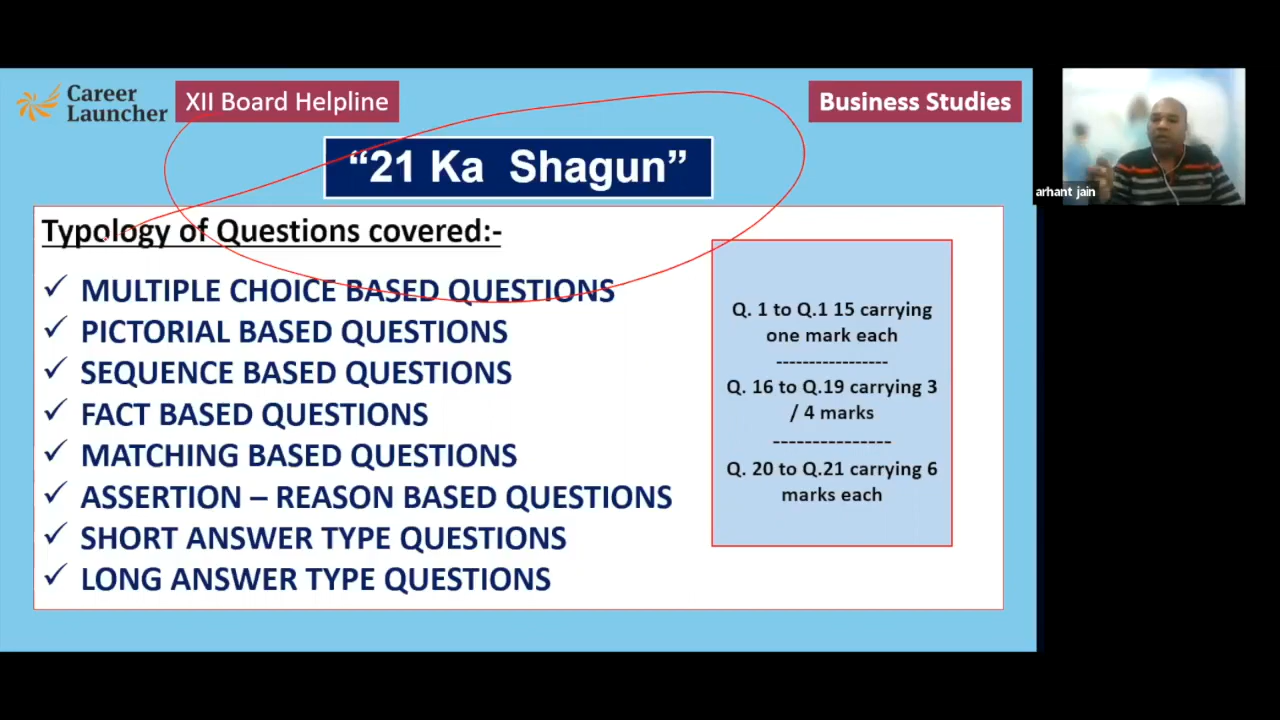 Career
Launcher
XII Board Helpline
Business Studies
“21 Ka Shagun”
arhant jain
Typology of Questions covered:-
✓ MULTIPLE CHOICE BASED QUESTIONS
✓ PICTORIAL BASED QUESTIONS
✓ SEQUENCE BASED QUESTIONS
✓ FACT BASED QUESTIONS
✓ MATCHING BASED QUESTIONS
✓ ASSERTION – REASON BASED QUESTIONS
✓ SHORT ANSWER TYPE QUESTIONS
✓ LONG ANSWER TYPE QUESTIONS
Q. 1 to Q.1 15 carrying
one mark each
-----------------
Q. 16 to Q.19 carrying 3
/ 4 marks
---------------
Q. 20 to Q.21 carrying 6
marks each